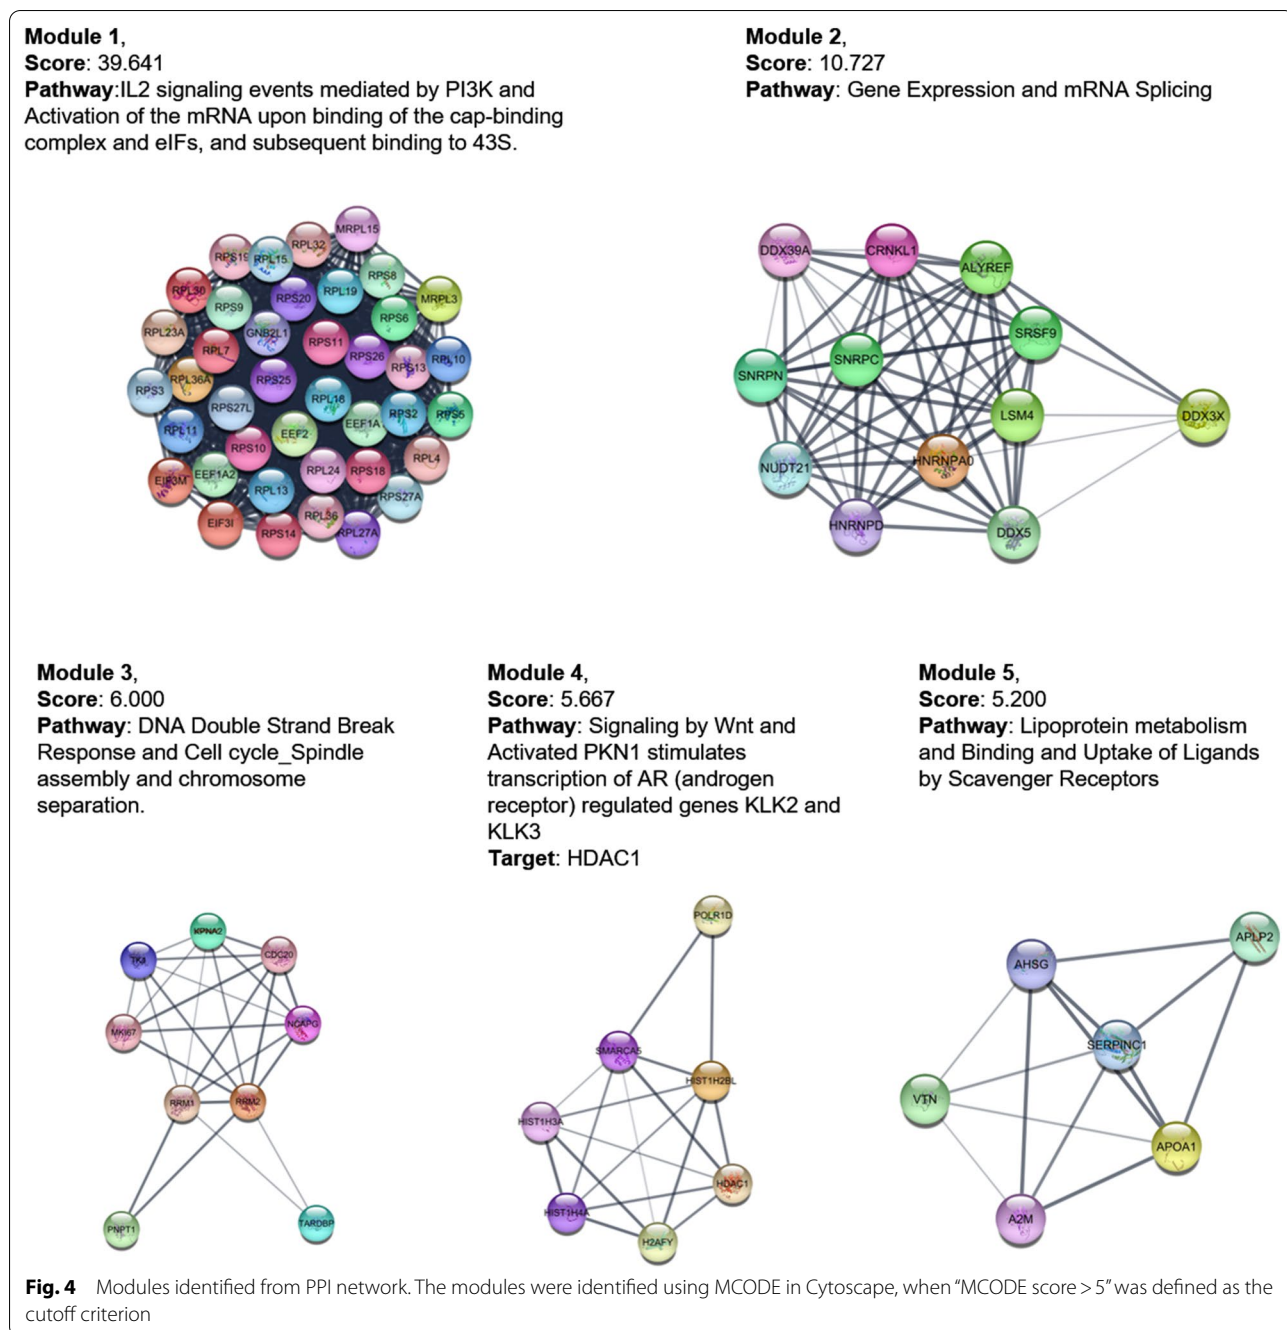 Module 1,
Score: 39.641
Pathway:IL2 signaling events mediated by PI3K and
Activation of the mRNA upon binding of the cap-binding
complex and eIFs, and subsequent binding to 43S.
MRPL15
RPL32
RPS19
RPL15
RPS8
RPL19
RPS20
MRPL3
RPS9
RPS6
RPL23A
GNB2L1
RPS11
RPL7
RPS26
RPL10
RPS13
RPL36A
RPS25
RPS3
RPL18
RPS27L
RPS2
RPS5
EEF1A
RPL11
EEF2
RPS10
RPL4
RPL24
RPS18
EEF1A2
EIF3M
RPL13
RPS27A
RPL36
EIF3I
RPS14
RPL27A
Module 2,
Score: 10.727
Pathway: Gene Expression and mRNA Splicing
DDX39A
CRNKL1
ALYREF
SRSF9
SNRPC
SNRPN
LSM4
DDX3X
HNRNPA0
NUDT21
HNRNPD
DDX5
Module 3,
Score: 6.000
Pathway: DNA Double Strand Break
Response and Cell cycle_Spindle
assembly and chromosome
separation.
KPNA2
CDC20
NCAPG
MKI67
RRM1
RRM2
PNPT1
TARDBP
Module 4,
Score: 5.667
Pathway: Signaling by Wnt and
Activated PKN1 stimulates
transcription of AR (androgen
receptor) regulated genes KLK2 and
KLK3
Target: HDAC1
POLR1D
SMARCA5
HIST1H2BL
HIST1H3A
HDAC1
HIST1H4A
H2AFY
Module 5,
Score: 5.200
Pathway: Lipoprotein metabolism
and Binding and Uptake of Ligands
by Scavenger Receptors
APLP2
AHSG
SERPINC1
VTN
APOA1
A2M
Fig. 4 Modules identified from PPI network. The modules were identified using MCODE in Cytoscape, when “MCODE score > 5” was defined as the
cutoff criterion